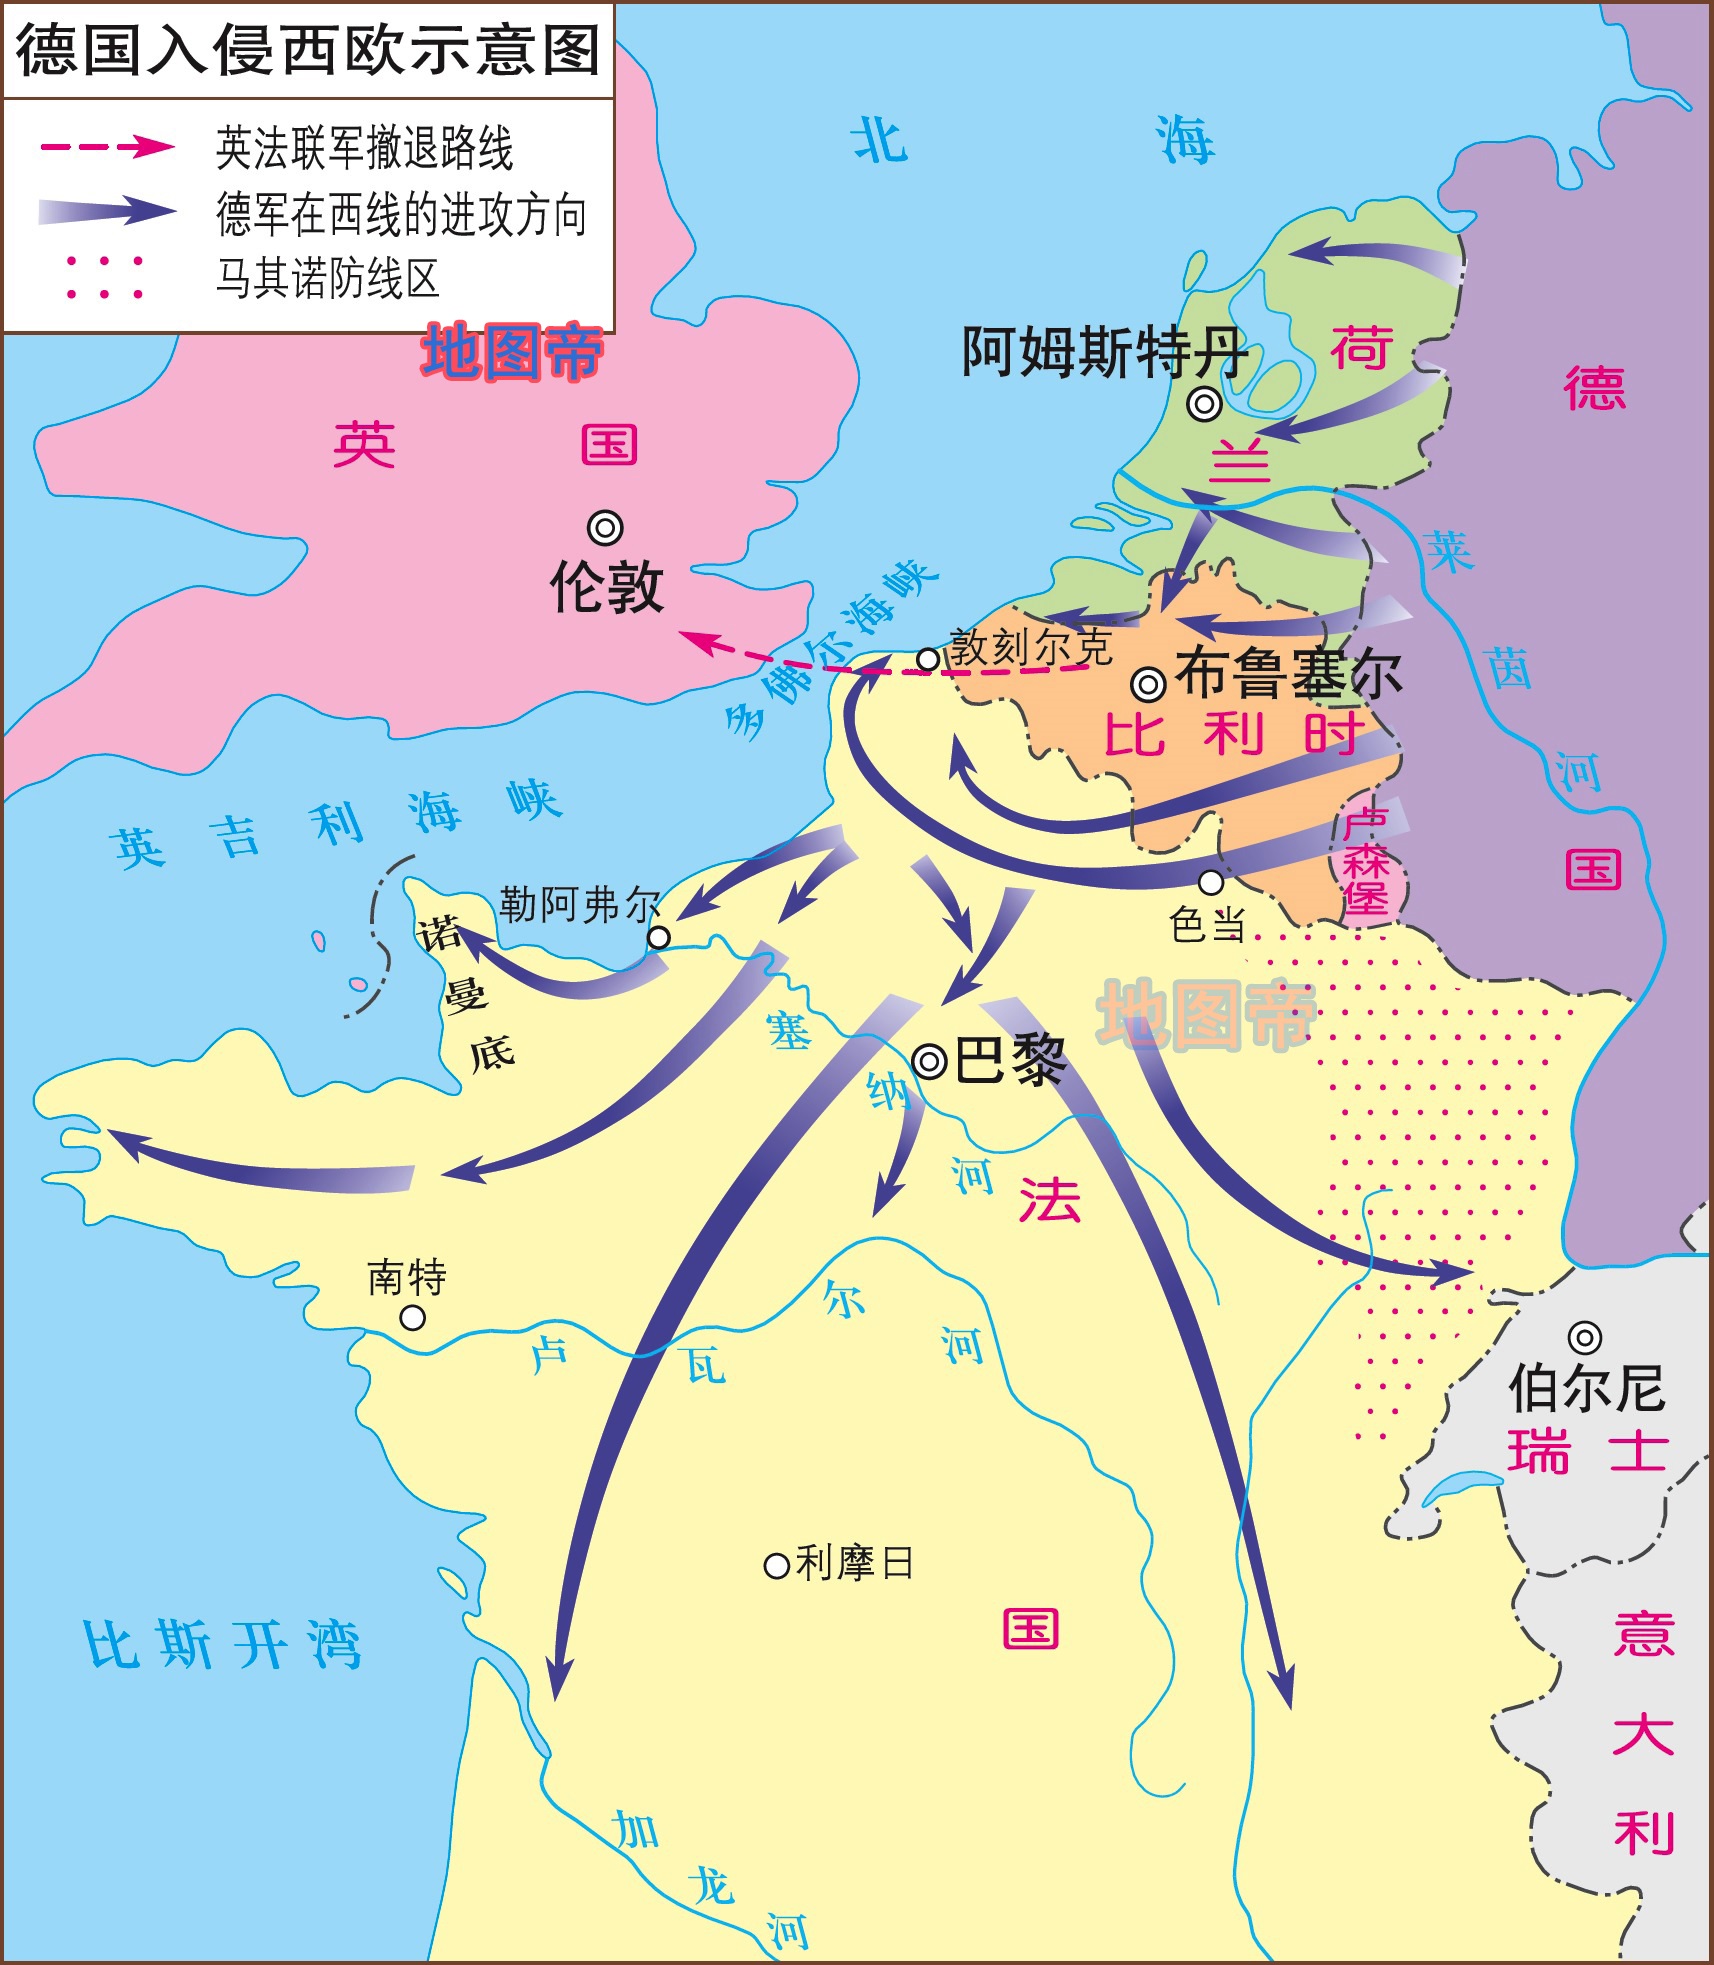 德国入侵西欧示意图
英法联军撤退路线
德军在西线的进攻方向
马其诺防线区
地图帝
北海
英国
伦敦
阿姆斯特丹
荷兰
德国
莱茵河
多佛尔海峡
敦刻尔克
布鲁塞尔
比利时
卢森堡
英吉利海峡
勒阿弗尔
诺曼底
色当
地图帝
塞纳河
巴黎
法国
南特
卢瓦尔河
伯尔尼
瑞士
利摩日
比斯开湾
意大利
加龙河